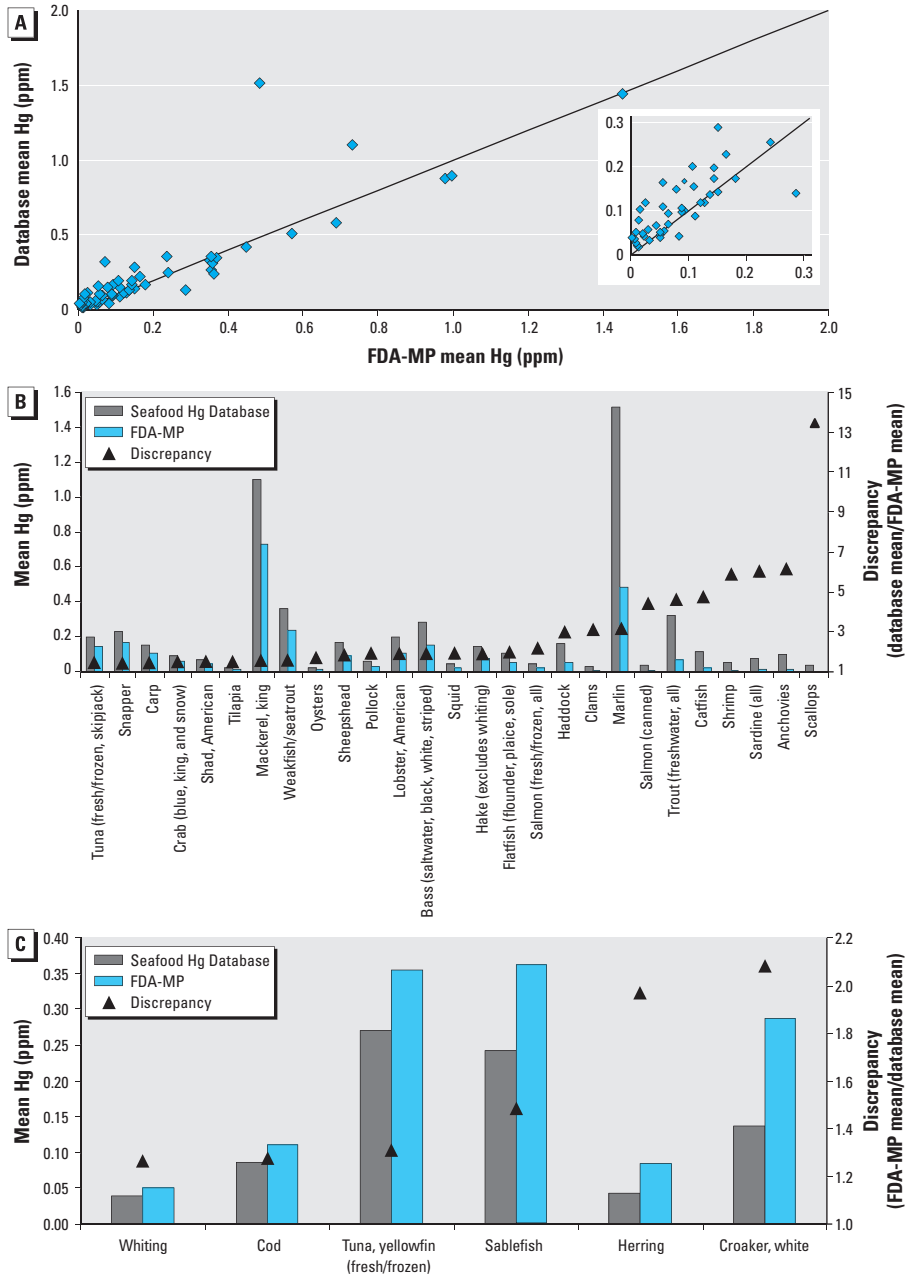 A
Database mean Hg (ppm)
2.0
1.5
1.0
0.5
0
0.2
0.4
0.6
0.8
1.0
1.2
1.4
1.6
1.8
2.0
FDA-MP mean Hg (ppm)
0.3
0.2
0.1
0
0
0.1
0.2
0.3
B
Mean Hg (ppm)
1.6
1.4
1.2
1.0
0.8
0.6
0.4
0.2
0
Seafood Hg Database
FDA-MP
Discrepancy
15
13
11
9
7
5
3
1
Discrepancy
(database mean/FDA-MP mean)
Tuna (fresh/frozen, skipjack)
Snapper
Carp
Crab (blue, king, and snow)
Shad, American
Tilapia
Mackerel, king
Weakfish/seatrout
Oysters
Sheepshead
Pollock
Lobster, American
Bass (saltwater, black, white, striped)
Squid
Hake (excludes whiting)
Flatfish (flounder, plaice, sole)
Salmon (fresh/frozen, all)
Haddock
Clams
Marlin
Salmon (canned)
Trout (freshwater, all)
Catfish
Shrimp
Sardine (all)
Anchovies
Scallops
C
Mean Hg (ppm)
0.40
0.35
0.30
0.25
0.20
0.15
0.10
0.05
0.00
Seafood Hg Database
FDA-MP
Discrepancy
2.2
2.0
1.8
1.6
1.4
1.2
1.0
Discrepancy
(FDA-MP mean/database mean)
Whiting
Cod
Tuna, yellowfin
(fresh/frozen)
Sablefish
Herring
Croaker, white